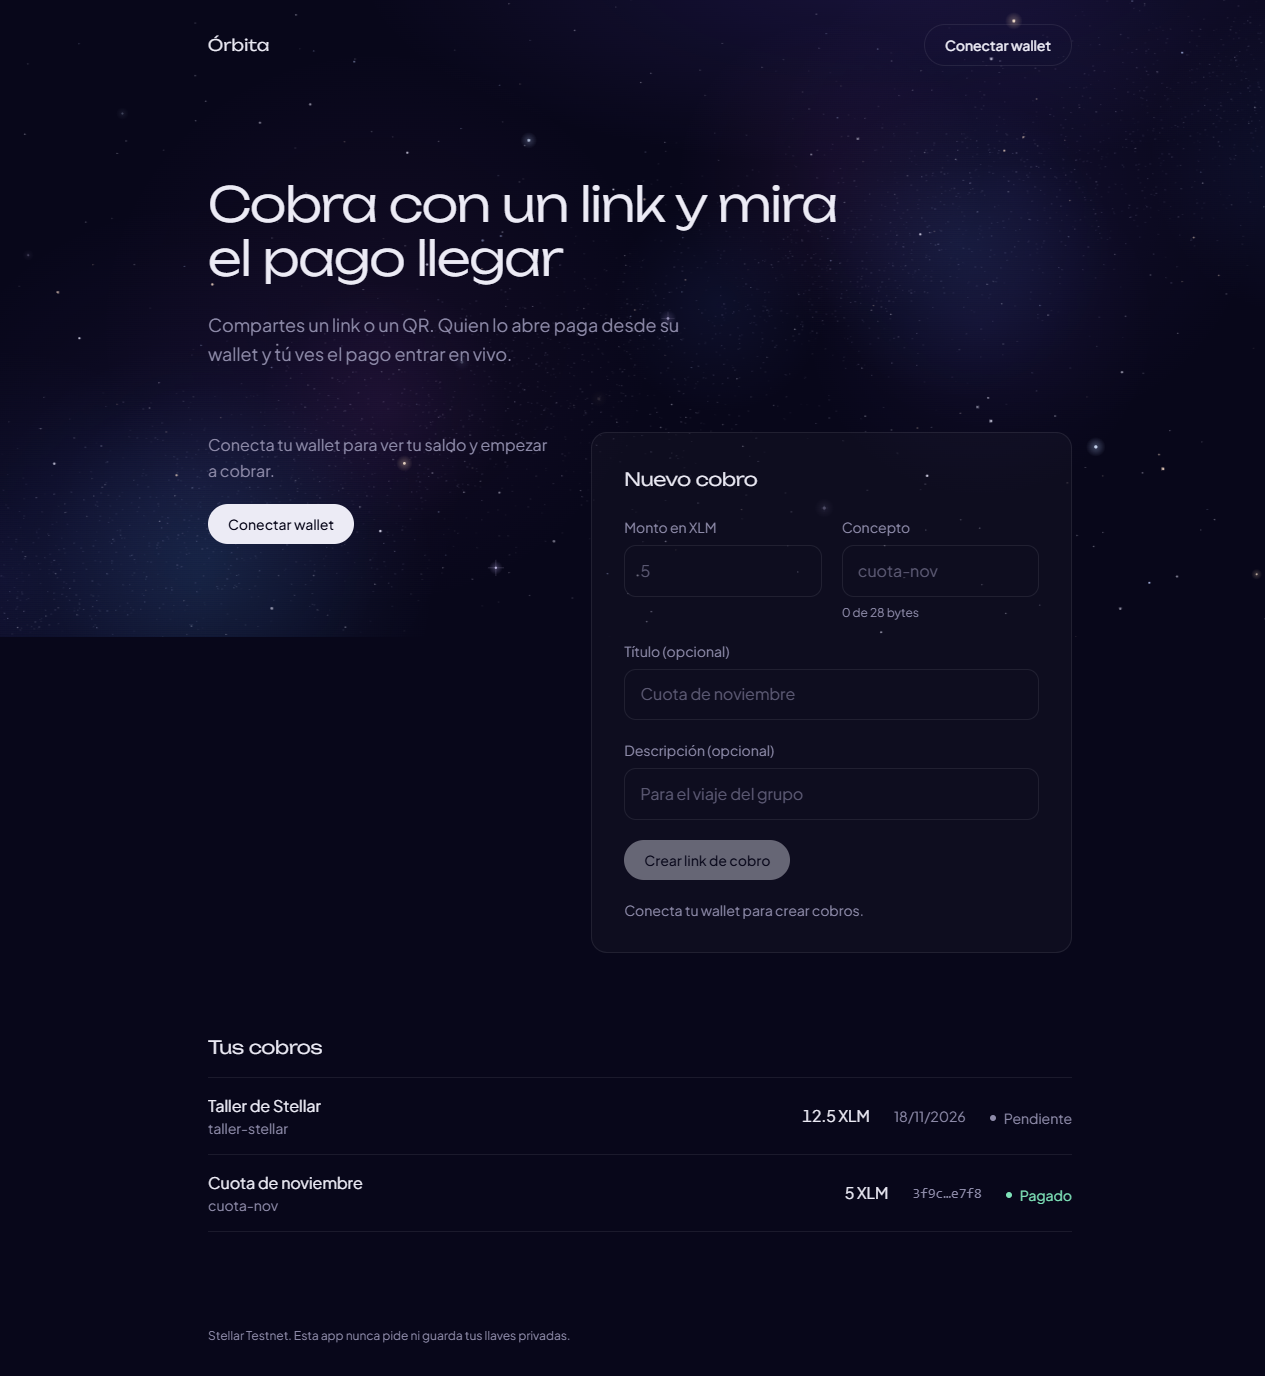 Órbita
Conectar wallet
Cobra con un link y mira
el pago llegar
Compartes un link o un QR. Quien lo abre paga desde su
wallet y tú ves el pago entrar en vivo.
Conecta tu wallet para ver tu saldo y empezar
a cobrar.
Conectar wallet
Nuevo cobro
Monto en XLM
Concepto
5
cuota-nov
0 de 28 bytes
Título (opcional)
Cuota de noviembre
Descripción (opcional)
Para el viaje del grupo
Crear link de cobro
Conecta tu wallet para crear cobros.
Tus cobros
Taller de Stellar
taller-stellar
12.5 XLM
18/11/2026
Pendiente
Cuota de noviembre
cuota-nov
5 XLM
3f9c…e7f8
Pagado
Stellar Testnet. Esta app nunca pide ni guarda tus llaves privadas.